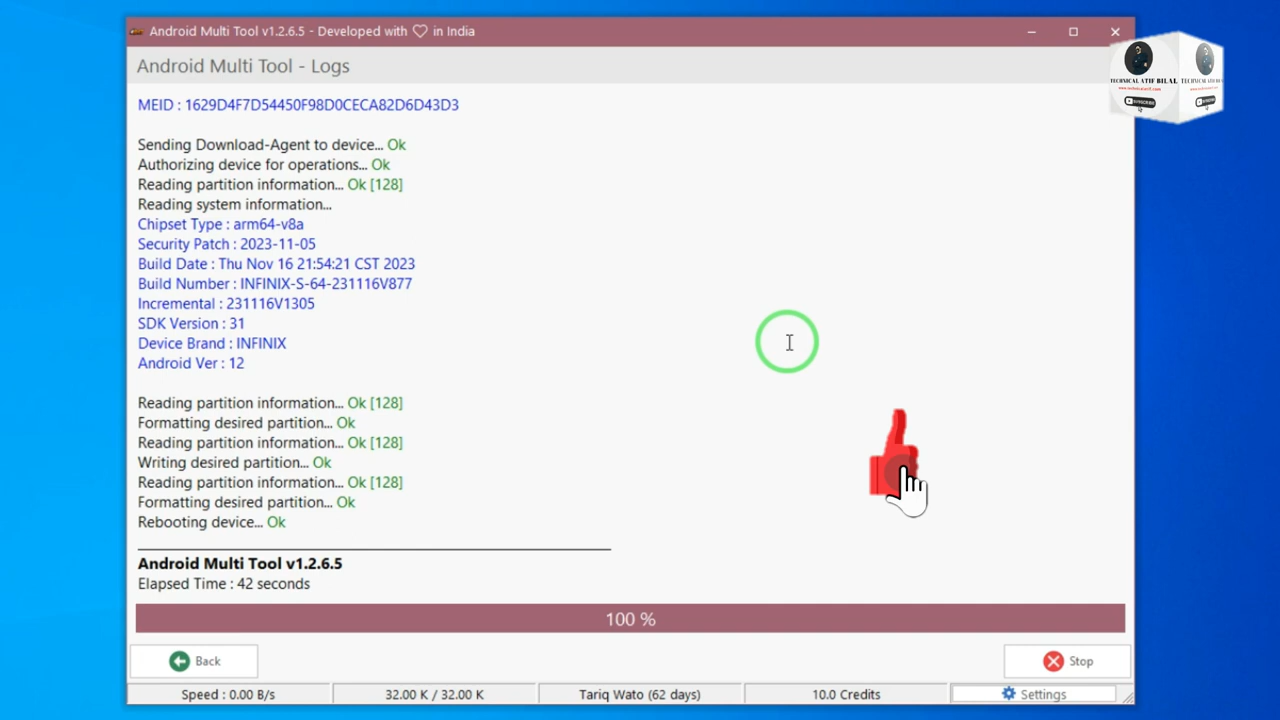 Android Multi Tool v1.2.6.5 - Developed with ♡ in India
Android Multi Tool - Logs
MEID : 1629D4F7D54450F98D0CECA82D6D43D3
Sending Download-Agent to device... Ok
Authorizing device for operations... Ok
Reading partition information... Ok [128]
Reading system information...
Chipset Type : arm64-v8a
Security Patch : 2023-11-05
Build Date : Thu Nov 16 21:54:21 CST 2023
Build Number : INFINIX-S-64-231116V877
Incremental : 231116V1305
SDK Version : 31
Device Brand : INFINIX
Android Ver : 12
Reading partition information... Ok [128]
Formatting desired partition... Ok
Reading partition information... Ok [128]
Writing desired partition... Ok
Reading partition information... Ok [128]
Formatting desired partition... Ok
Rebooting device... Ok
Android Multi Tool v1.2.6.5
Elapsed Time : 42 seconds
100 %
Back
Stop
Speed : 0.00 B/s
32.00 K / 32.00 K
Tariq Wato (62 days)
10.0 Credits
Settings
TECHNICAL ATIF BILAL